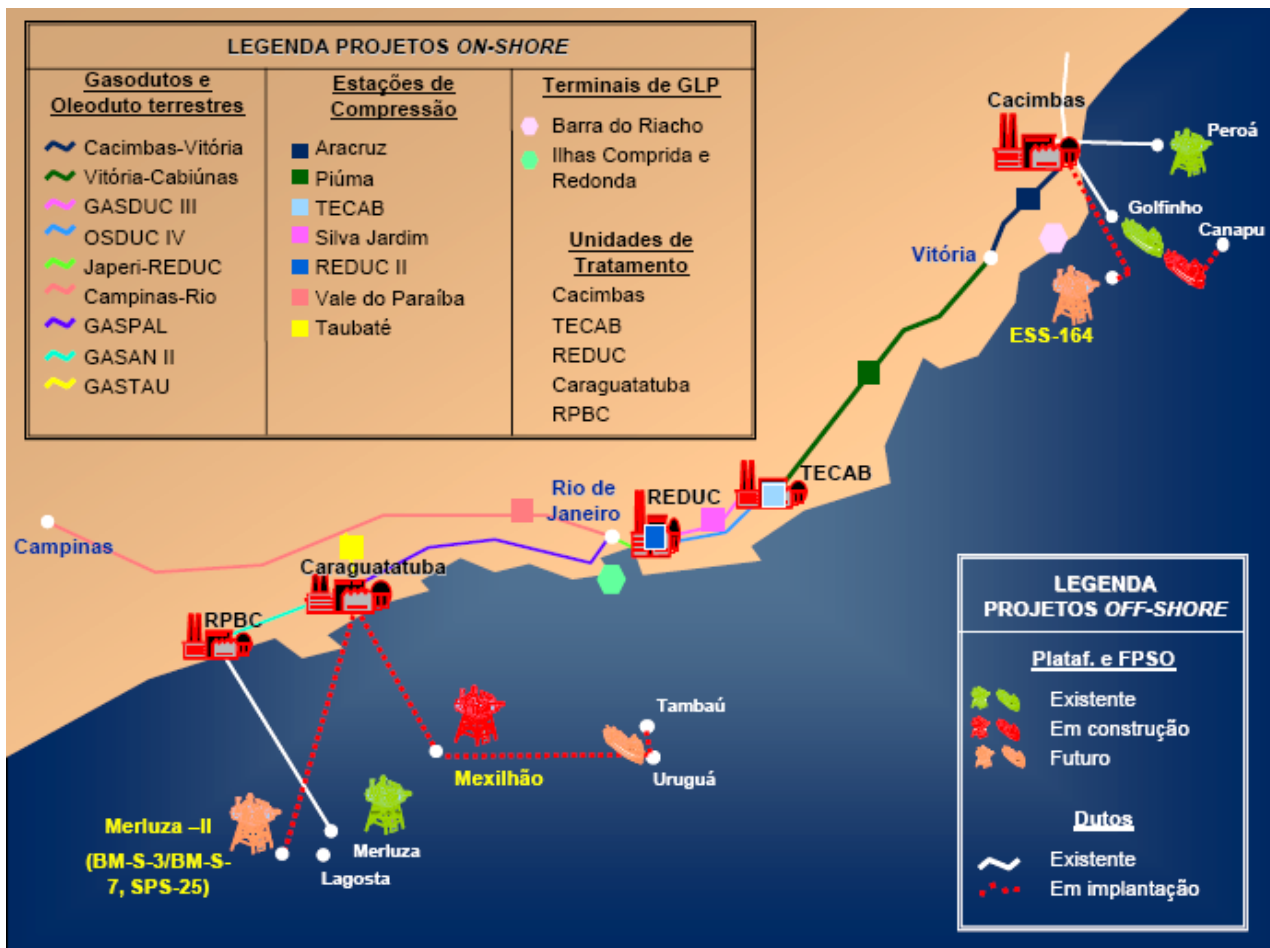 LEGENDA PROJETOS ON-SHORE
Gasodutos e
Oleoduto terrestres
Cacimbas-Vitória
Vitória-Cabiúnas
GASDUC III
OSDUC IV
Japeri-REDUC
Campinas-Rio
GASPAL
GASAN II
GASTAU
Estações de
Compressão
Aracruz
Piúma
TECAB
Silva Jardim
REDUC II
Vale do Paraíba
Taubaté
Terminais de GLP
Barra do Riacho
Ilhas Comprida e
Redonda
Unidades de
Tratamento
Cacimbas
TECAB
REDUC
Caraguatatuba
RPBC
Cacimbas
Peroá
Golfinho
Canapu
Vitória
ESS-164
TECAB
REDUC
Rio de
Janeiro
Campinas
Caraguatatuba
RPBC
Tambaú
Uruguá
Mexilhão
Merluza –II
(BM-S-3/BM-S-
7, SPS-25)
Merluza
Lagosta
LEGENDA
PROJETOS OFF-SHORE
Plataf. e FPSO
Existente
Em construção
Futuro
Dutos
Existente
Em implantação